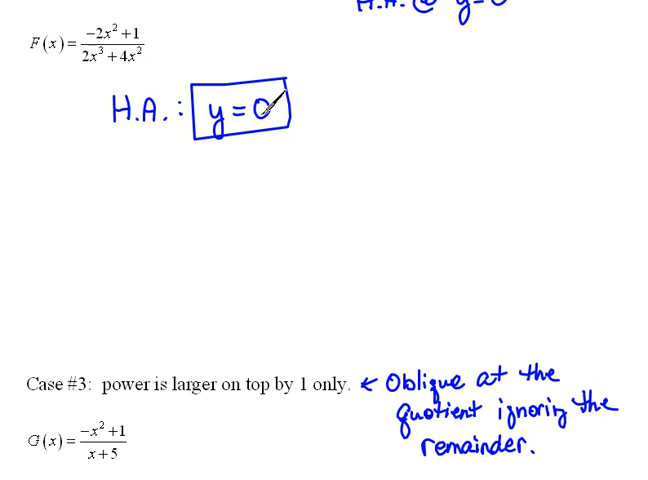 H.A. @ y=0
F(x) = (-2x² + 1)/(2x³ + 4x²)
H.A. : y = 0
Case #3: power is larger on top by 1 only. ← Oblique at the
quotient ignoring the
remainder.
G(x) = (-x² + 1)/(x + 5)